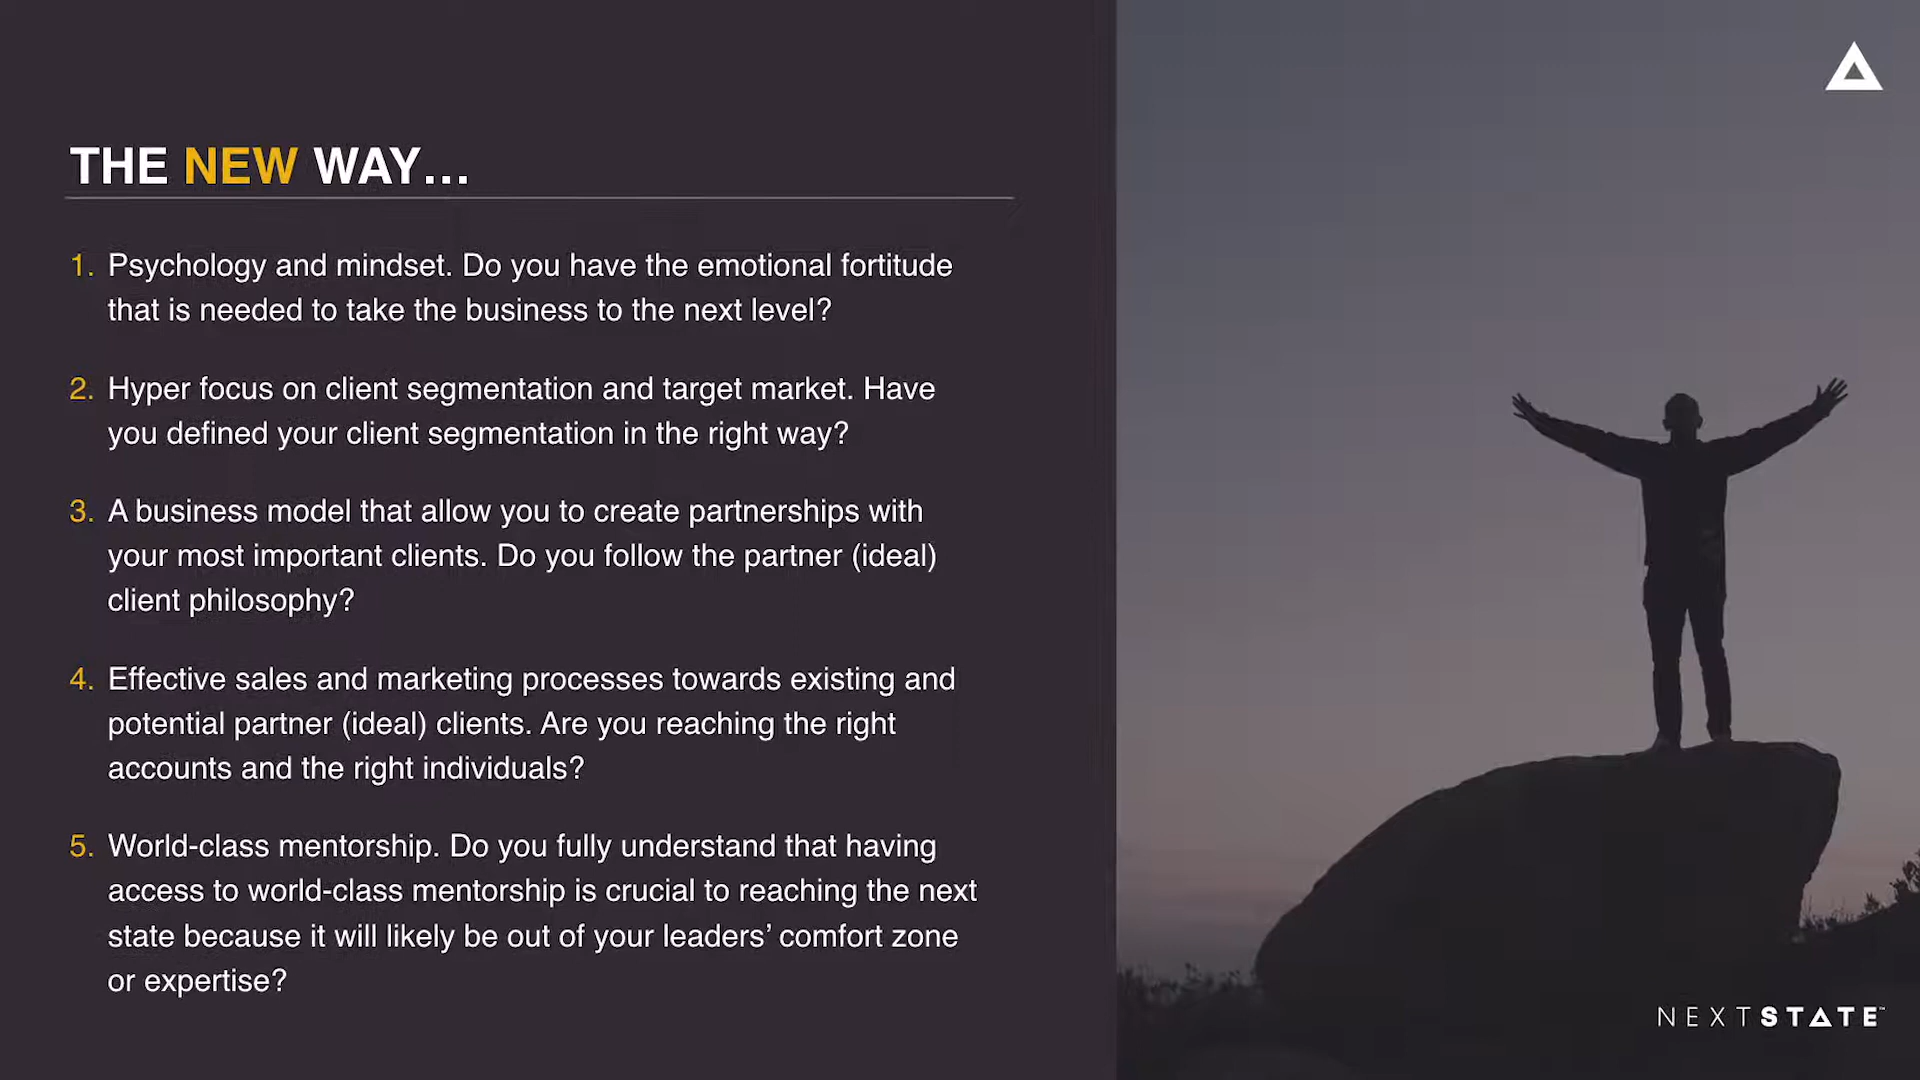 THE NEW WAY...
1. Psychology and mindset. Do you have the emotional fortitude
that is needed to take the business to the next level?
2. Hyper focus on client segmentation and target market. Have
you defined your client segmentation in the right way?
3. A business model that allow you to create partnerships with
your most important clients. Do you follow the partner (ideal)
client philosophy?
4. Effective sales and marketing processes towards existing and
potential partner (ideal) clients. Are you reaching the right
accounts and the right individuals?
5. World-class mentorship. Do you fully understand that having
access to world-class mentorship is crucial to reaching the next
state because it will likely be out of your leaders’ comfort zone
or expertise?
NEXTSTATE™